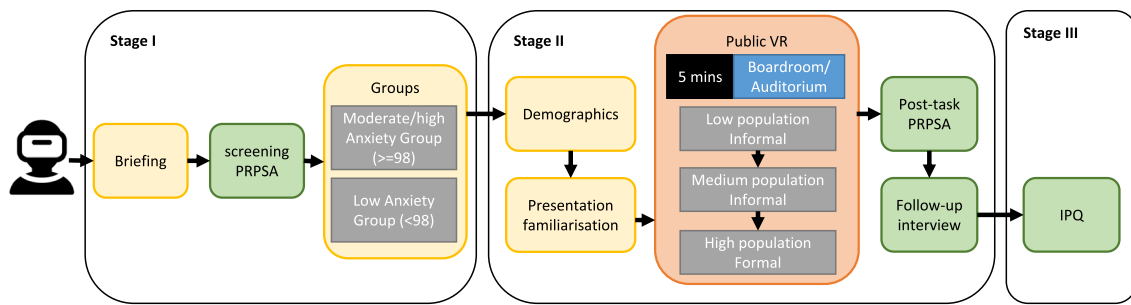 Stage I
Briefing
screening
PRPSA
Groups
Moderate/high
Anxiety Group
(>=98)
Low Anxiety
Group (<98)
Stage II
Demographics
Presentation
familiarisation
Public VR
5 mins
Boardroom/
Auditorium
Low population
Informal
Medium population
Informal
High population
Formal
Post-task
PRPSA
Follow-up
interview
Stage III
IPQ